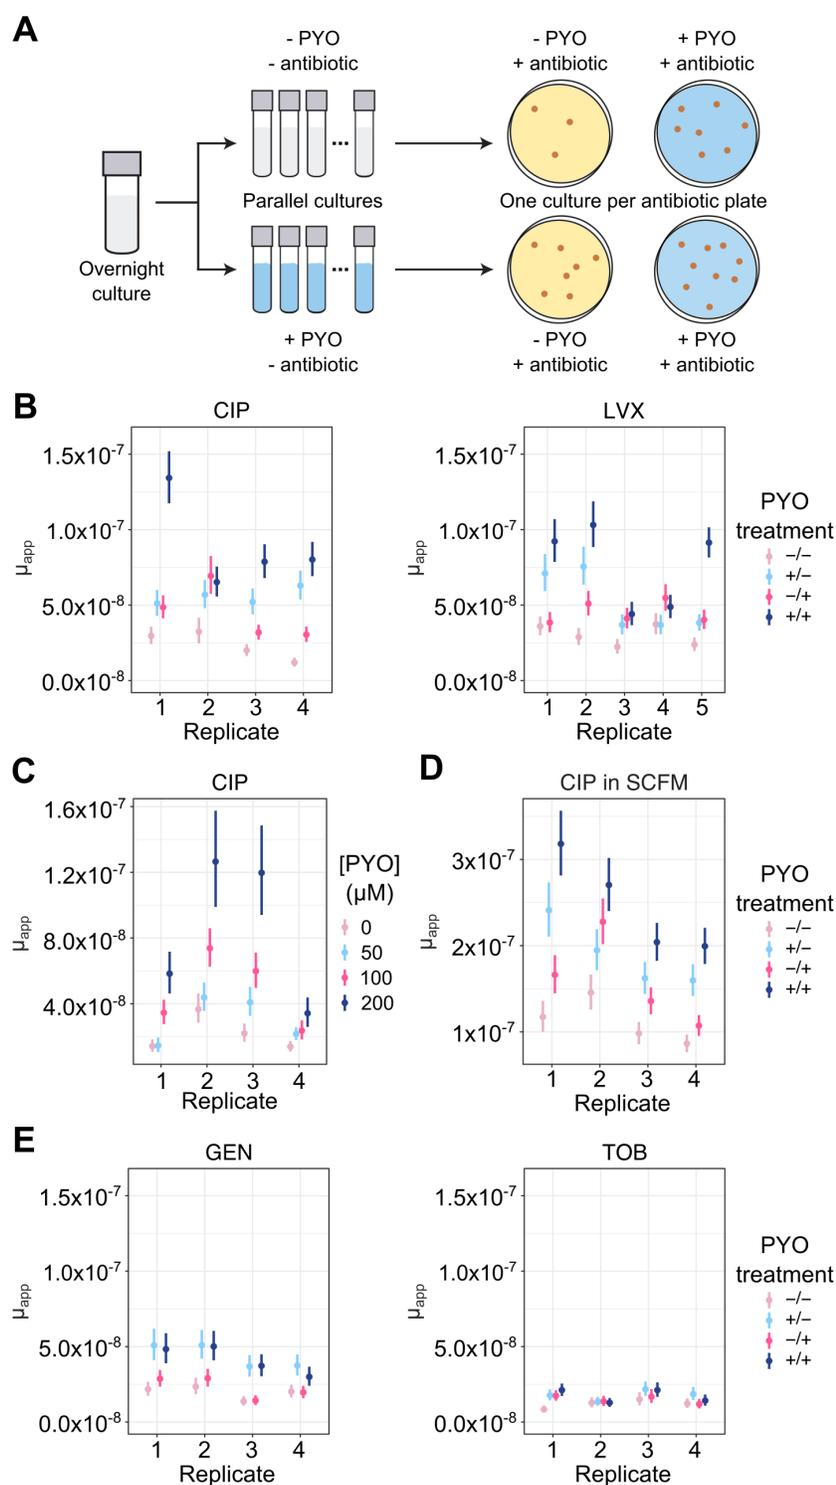 A
- PYO
- antibiotic
- PYO
+ antibiotic
+ PYO
+ antibiotic
...
Parallel cultures
One culture per antibiotic plate
Overnight
culture
...
+ PYO
- antibiotic
- PYO
+ antibiotic
+ PYO
+ antibiotic
B
CIP
1.5x10-7
1.0x10-7
5.0x10-8
0.0x10-8
μapp
1 2 3 4
Replicate
LVX
1.5x10-7
1.0x10-7
5.0x10-8
0.0x10-8
μapp
1 2 3 4 5
Replicate
PYO
treatment
−/−
+/−
−/+
+/+
C
CIP
1.6x10-7
1.2x10-7
8.0x10-8
4.0x10-8
μapp
1 2 3 4
Replicate
[PYO]
(μM)
0
50
100
200
D
CIP in SCFM
3x10-7
2x10-7
1x10-7
μapp
1 2 3 4
Replicate
PYO
treatment
−/−
+/−
−/+
+/+
E
GEN
1.5x10-7
1.0x10-7
5.0x10-8
0.0x10-8
μapp
1 2 3 4
Replicate
TOB
1.5x10-7
1.0x10-7
5.0x10-8
0.0x10-8
μapp
1 2 3 4
Replicate
PYO
treatment
−/−
+/−
−/+
+/+